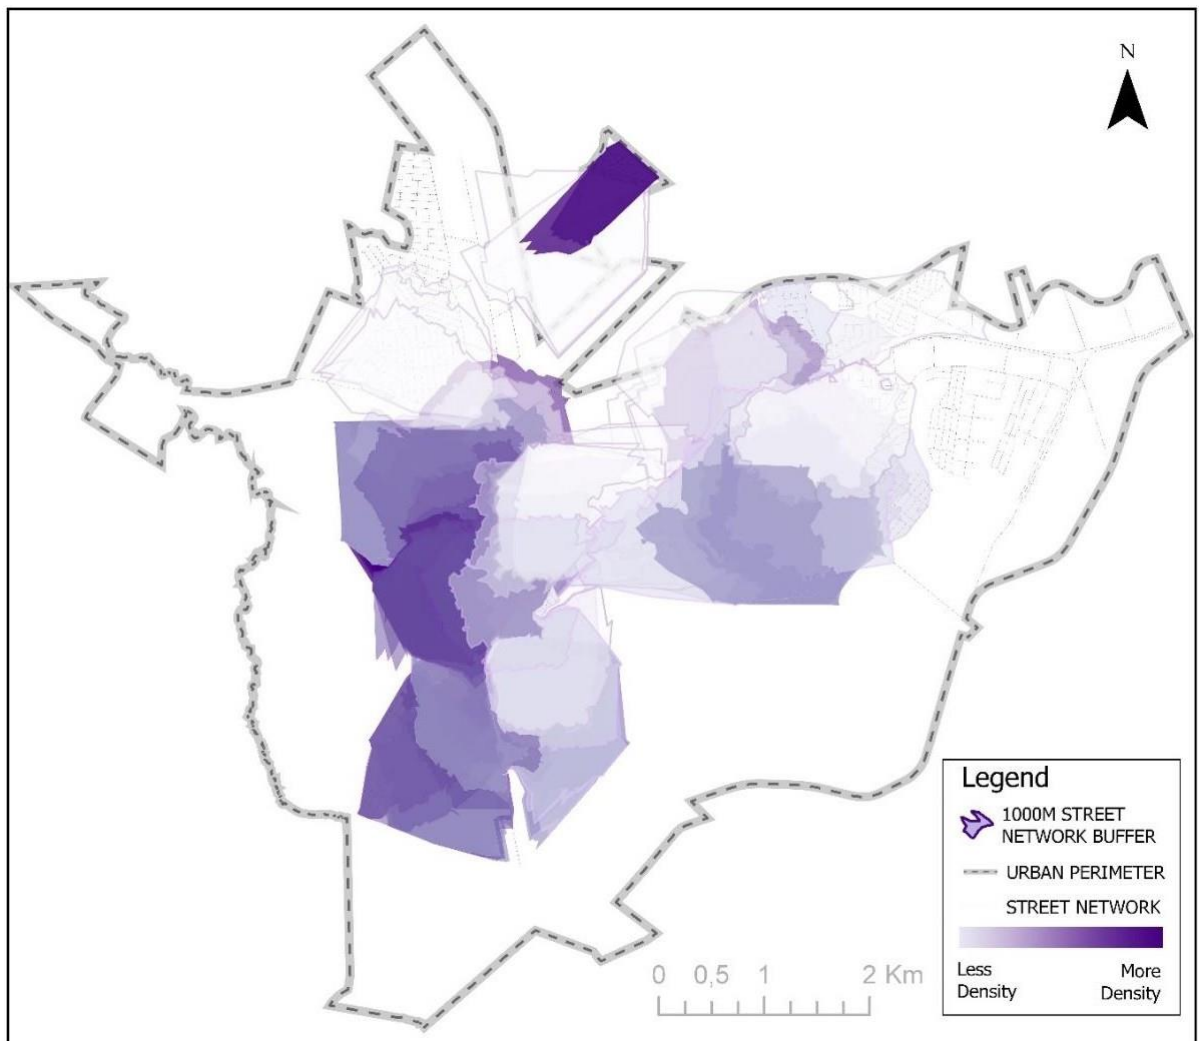 N
Legend
1000M STREET
NETWORK BUFFER
URBAN PERIMETER
STREET NETWORK
Less
Density
More
Density
0 0,5 1 2 Km